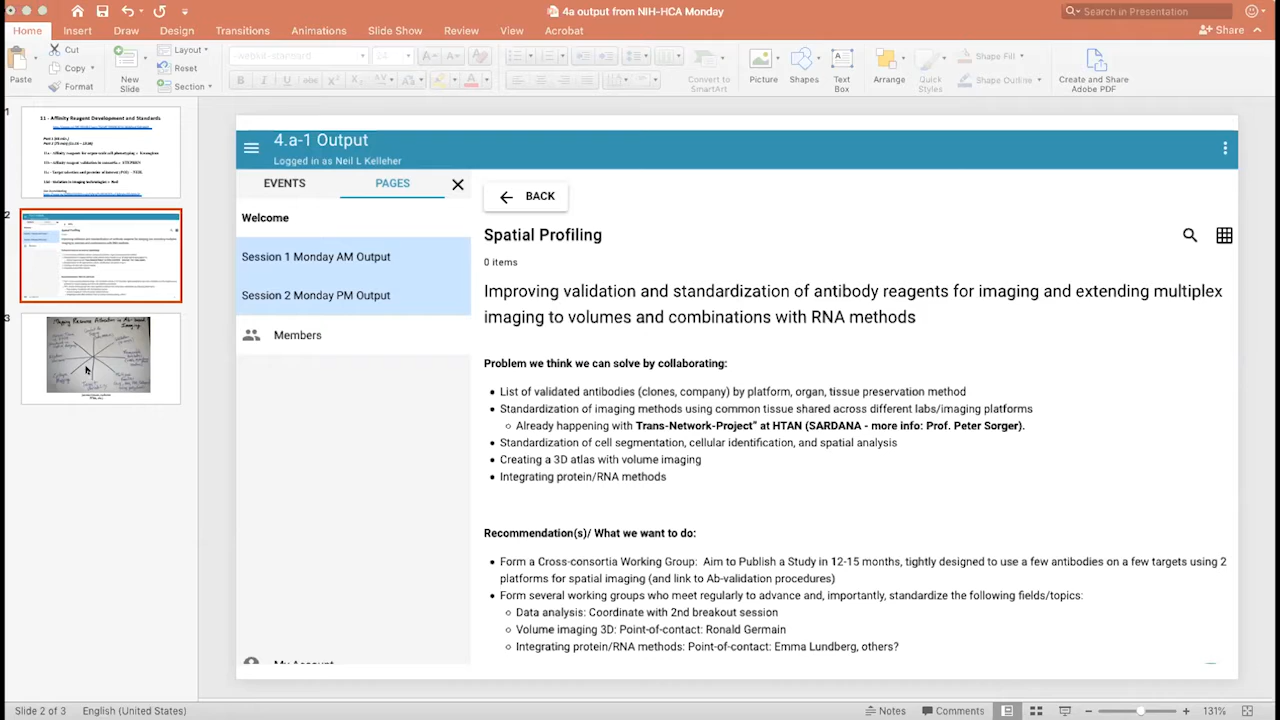 4a output from NIH-HCA Monday
Search in Presentation
Home Insert Draw Design Transitions Animations Slide Show Review View Acrobat
Share
Paste
Cut
Copy
Format
New Slide
Layout
Reset
Section
Convert to SmartArt
Picture
Shapes
Text Box
Arrange
Quick Styles
Shape Fill
Shape Outline
Create and Share Adobe PDF
1
11 - Affinity Reagent Development and Standards
2
3
4.a-1 Output
Logged in as Neil L Kelleher
EVENTS PAGES
Welcome
Session 1 Monday AM Output
Session 2 Monday PM Output
Members
My Account
BACK
Spatial Profiling
0 items
Improving validation and standardization of antibody reagents for imaging and extending multiplex
imaging to volumes and combination with RNA methods
Problem we think we can solve by collaborating:
• List of validated antibodies (clones, company) by platform, organ, tissue preservation method
• Standardization of imaging methods using common tissue shared across different labs/imaging platforms
○ Already happening with Trans-Network-Project" at HTAN (SARDANA - more info: Prof. Peter Sorger).
• Standardization of cell segmentation, cellular identification, and spatial analysis
• Creating a 3D atlas with volume imaging
• Integrating protein/RNA methods
Recommendation(s)/ What we want to do:
• Form a Cross-consortia Working Group: Aim to Publish a Study in 12-15 months, tightly designed to use a few antibodies on a few targets using 2
platforms for spatial imaging (and link to Ab-validation procedures)
• Form several working groups who meet regularly to advance and, importantly, standardize the following fields/topics:
○ Data analysis: Coordinate with 2nd breakout session
○ Volume imaging 3D: Point-of-contact: Ronald Germain
○ Integrating protein/RNA methods: Point-of-contact: Emma Lundberg, others?
Slide 2 of 3 English (United States)
Notes Comments 131%